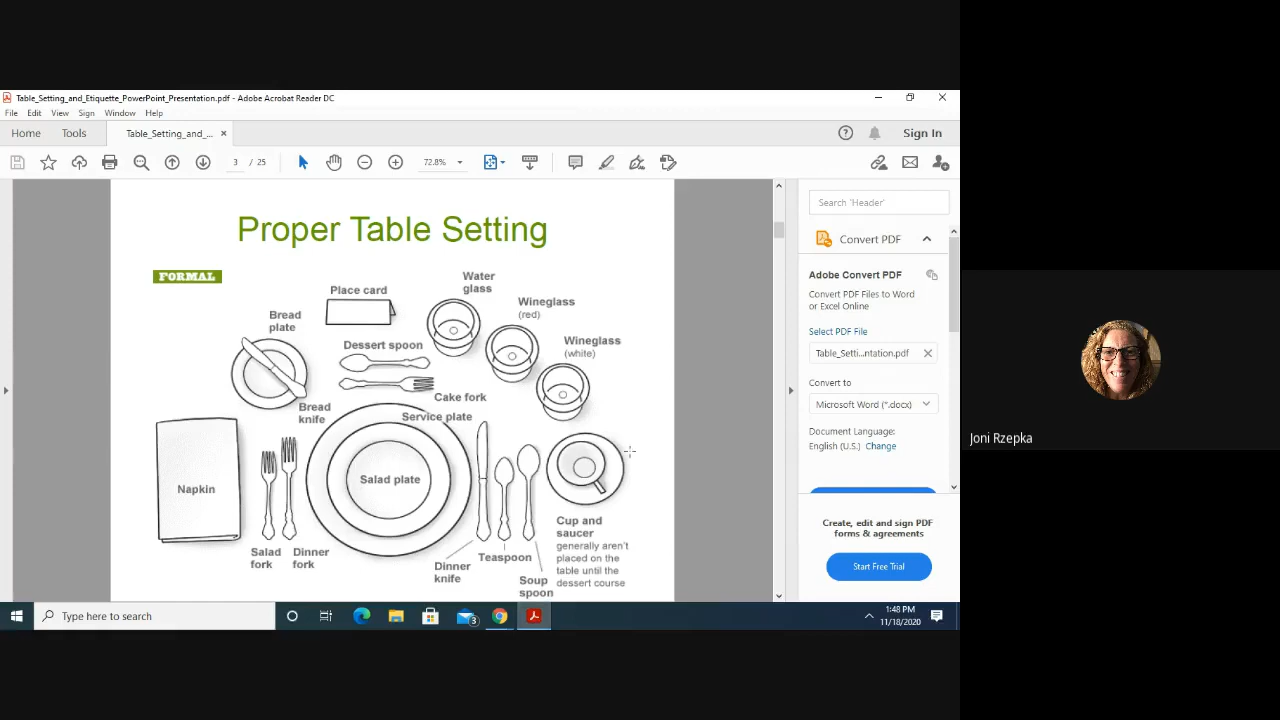 Table_Setting_and_Etiquette_PowerPoint_Presentation.pdf - Adobe Acrobat Reader DC
File Edit View Sign Window Help
Home Tools Table_Setting_and_... × Sign In
3 / 25 72.8%
Proper Table Setting
FORMAL
Place card
Water
glass
Wineglass
(red)
Bread
plate
Dessert spoon
Wineglass
(white)
Cake fork
Bread
knife
Service plate
Napkin
Salad plate
Salad
fork
Dinner
fork
Dinner
knife
Teaspoon
Soup
spoon
Cup and
saucer
generally aren't
placed on the
table until the
dessert course
Search 'Header'
Convert PDF
Adobe Convert PDF
Convert PDF Files to Word
or Excel Online
Select PDF File
Table_Setti...ntation.pdf
Convert to
Microsoft Word (*.docx)
Document Language:
English (U.S.) Change
Create, edit and sign PDF
forms & agreements
Start Free Trial
Type here to search
3
1:48 PM
11/18/2020
Joni Rzepka